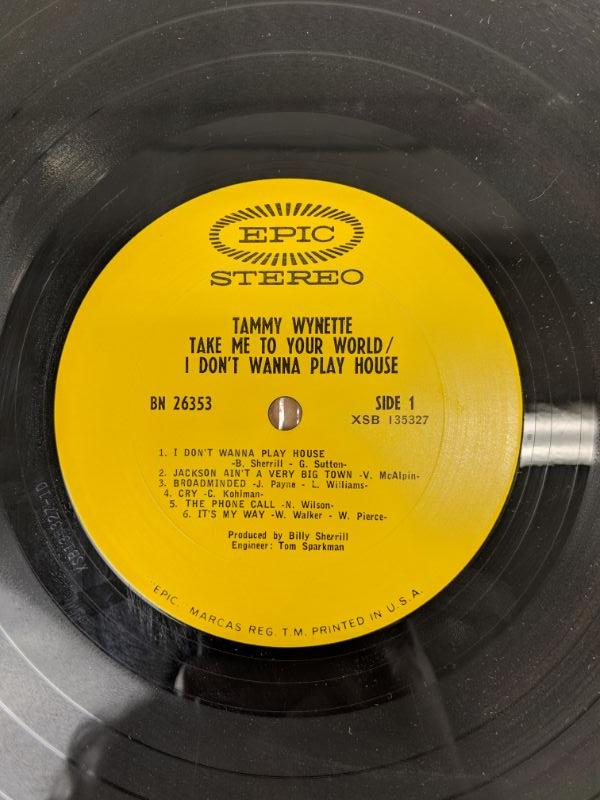 EPIC
STEREO
TAMMY WYNETTE
TAKE ME TO YOUR WORLD/
I DON'T WANNA PLAY HOUSE
BN 26353
SIDE 1
XSB 135327
1. I DON'T WANNA PLAY HOUSE
-B. Sherrill - G. Sutton-
2. JACKSON AIN'T A VERY BIG TOWN -V. McAlpin-
3. BROADMINDED -J. Payne - L. Williams-
4. CRY -C. Kohlman-
5. THE PHONE CALL -N. Wilson-
6. IT'S MY WAY -W. Walker - W. Pierce-
Produced by Billy Sherrill
Engineer: Tom Sparkman
EPIC, MARCAS REG. T.M. PRINTED IN U.S.A.